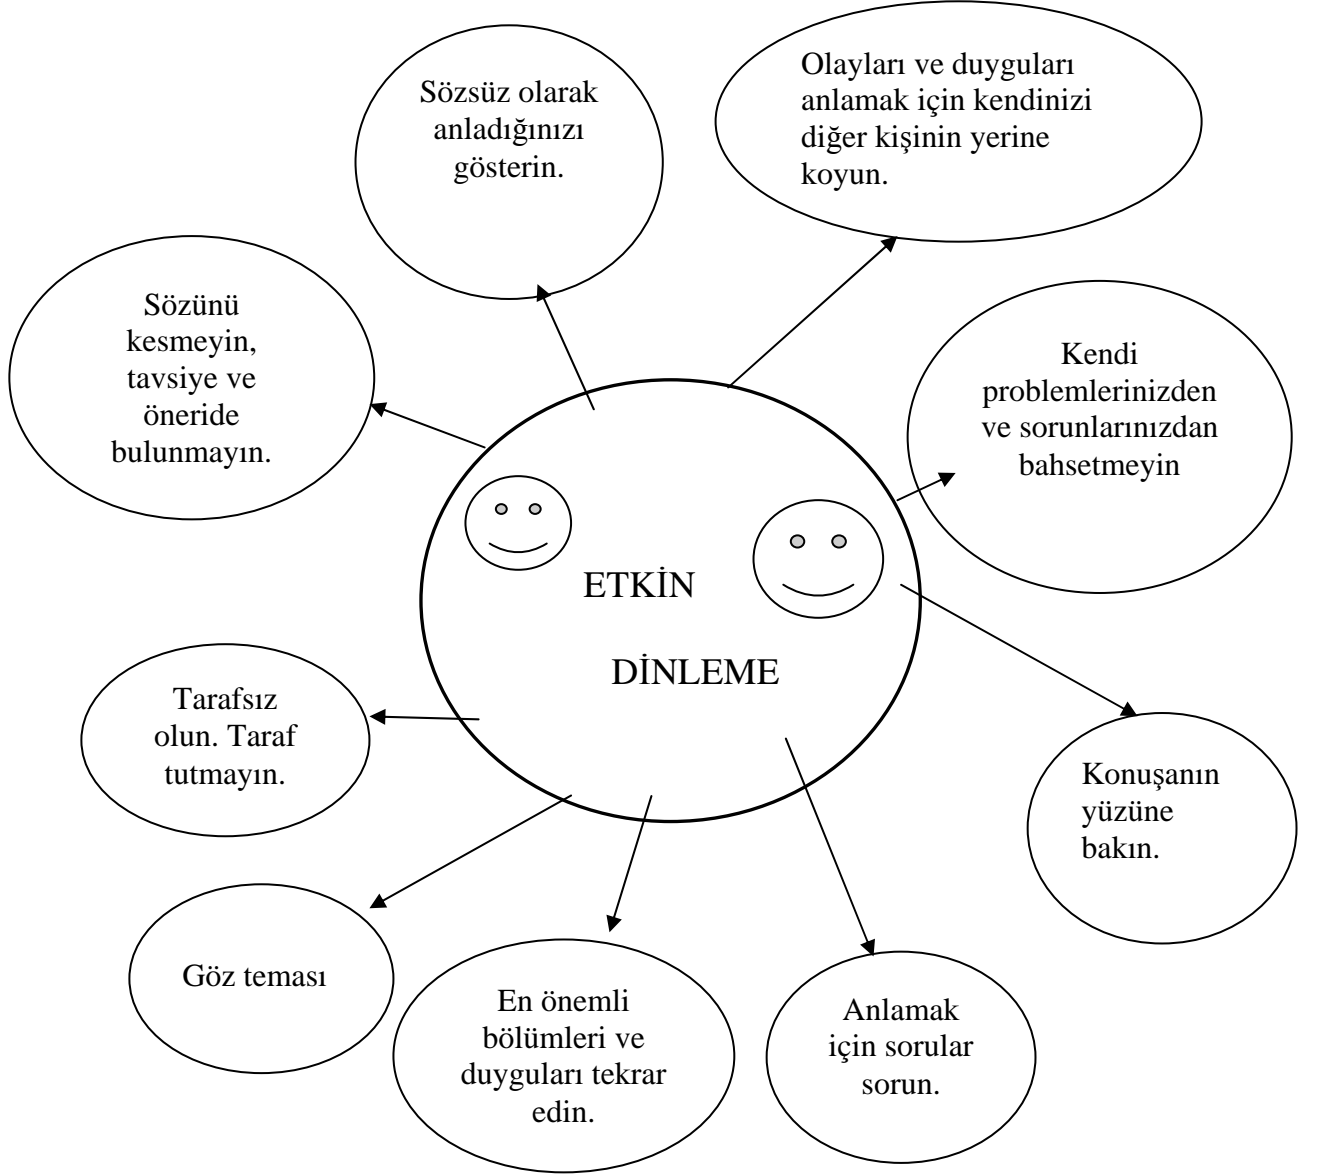 Olayları ve duyguları
anlamak için kendinizi
diğer kişinin yerine
koyun.
Sözsüz olarak
anladığınızı
gösterin.
Sözünü
kesmeyin,
tavsiye ve
öneride
bulunmayın.
Kendi
problemlerinizden
ve sorunlarınızdan
bahsetmeyin
ETKİN
DİNLEME
Tarafsız
olun. Taraf
tutmayın.
Konuşanın
yüzüne
bakın.
Göz teması
En önemli
bölümleri ve
duyguları tekrar
edin.
Anlamak
için sorular
sorun.